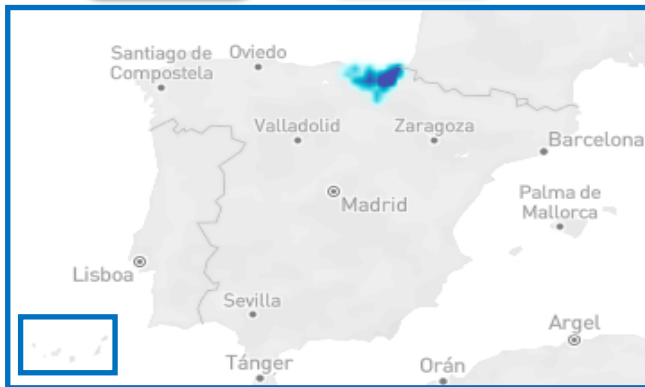 Santiago de
Compostela
Oviedo
Valladolid
Zaragoza
Barcelona
Madrid
Palma de
Mallorca
Lisboa
Sevilla
Argel
Tánger
Orán